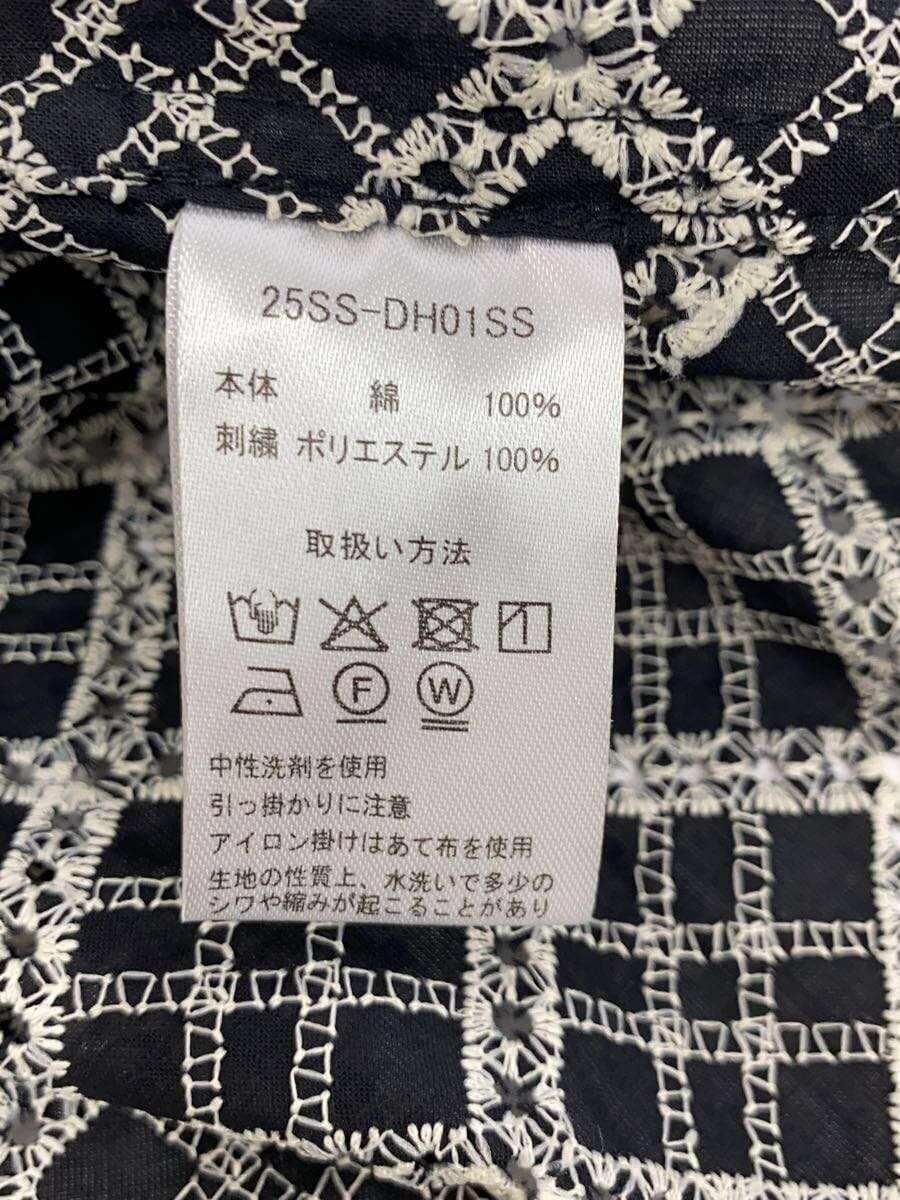 25SS-DH01SS
本体 綿 100%
刺繍 ポリエステル 100%
取扱い方法
F W
中性洗剤を使用
引っ掛かりに注意
アイロン掛けはあて布を使用
生地の性質上、水洗いで多少の
シワや縮みが起こることがあり